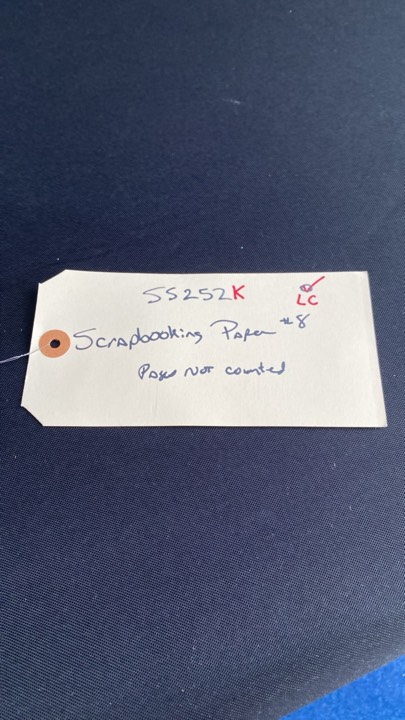 SS252K
LC
Scrapbooking Paper #8
Pages Not counted